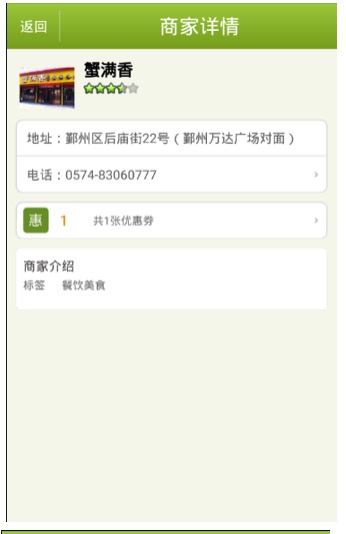 返回
商家详情
蟹满香
地址：鄞州区后庙街22号（鄞州万达广场对面）
电话：0574-83060777
惠 1 共1张优惠券
商家介绍
标签 餐饮美食